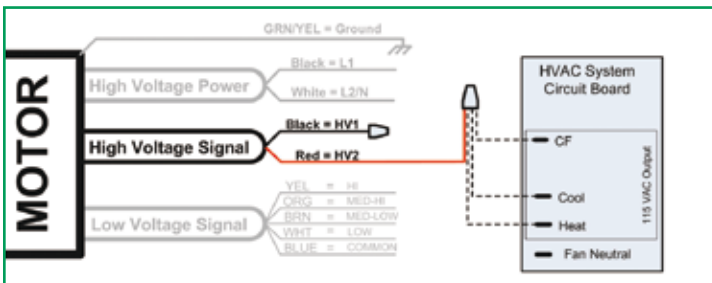 GRN/YEL = Ground
MOTOR
High Voltage Power
Black = L1
White = L2/N
High Voltage Signal
Black = HV1
Red = HV2
Low Voltage Signal
YEL = HI
ORG = MED-HI
BRN = MED-LOW
WHT = LOW
BLUE = COMMON
HVAC System
Circuit Board
CF
Cool
Heat
115 VAC Output
Fan Neutral